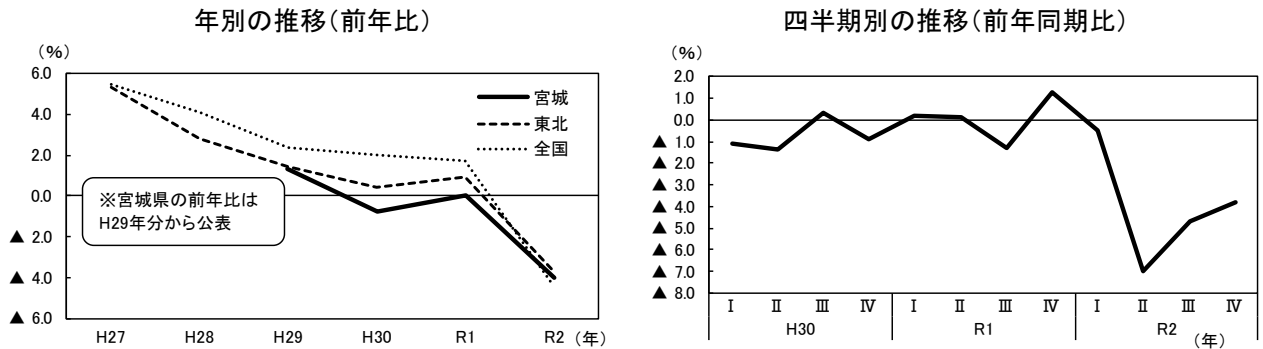 年別の推移(前年比)
(%)
6.0
4.0
2.0
0.0
▲ 2.0
▲ 4.0
▲ 6.0
宮城
東北
全国
※宮城県の前年比は
H29年分から公表
H27 H28 H29 H30 R1 R2 (年)
四半期別の推移(前年同期比)
(%)
2.0
1.0
0.0
▲ 1.0
▲ 2.0
▲ 3.0
▲ 4.0
▲ 5.0
▲ 6.0
▲ 7.0
▲ 8.0
Ⅰ Ⅱ Ⅲ Ⅳ Ⅰ Ⅱ Ⅲ Ⅳ Ⅰ Ⅱ Ⅲ Ⅳ
H30 R1 R2 (年)